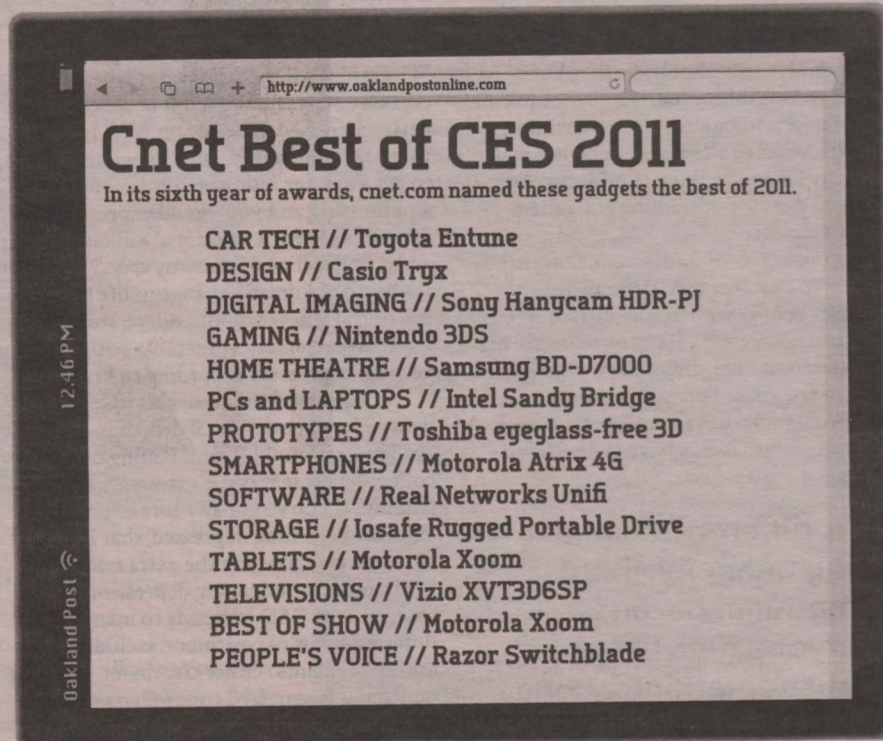 http://www.oaklandpostonline.com
Cnet Best of CES 2011
In its sixth year of awards, cnet.com named these gadgets the best of 2011.
CAR TECH // Toyota Entune
DESIGN // Casio Tryx
DIGITAL IMAGING // Sony Hanycam HDR-PJ
GAMING // Nintendo 3DS
HOME THEATRE // Samsung BD-D7000
PCs and LAPTOPS // Intel Sandy Bridge
PROTOTYPES // Toshiba eyeglass-free 3D
SMARTPHONES // Motorola Atrix 4G
SOFTWARE // Real Networks Unifi
STORAGE // Iosafe Rugged Portable Drive
TABLETS // Motorola Xoom
TELEVISIONS // Vizio XVT3D6SP
BEST OF SHOW // Motorola Xoom
PEOPLE'S VOICE // Razor Switchblade
Oakland Post
12.46 PM